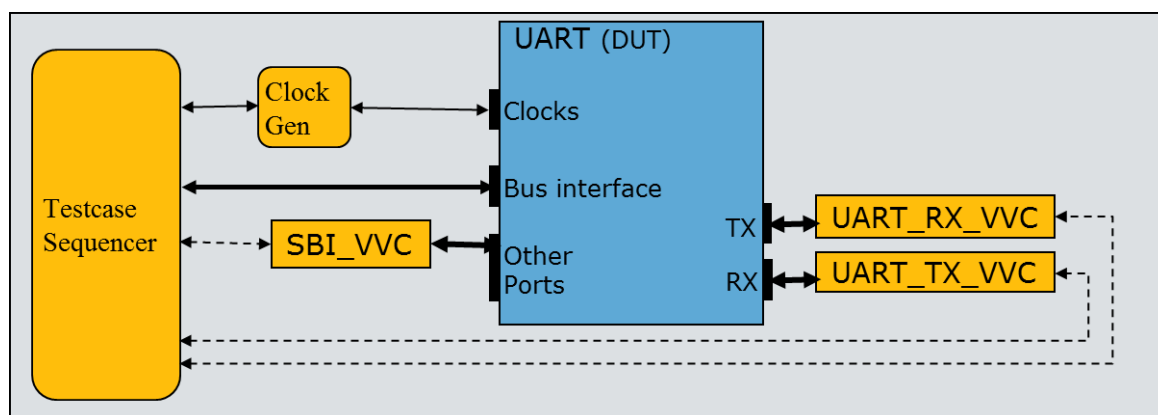 UART (DUT)
Clock
Gen
Clocks
Bus interface
Testcase
Sequencer
SBI_VVC
Other
Ports
TX
UART_RX_VVC
RX
UART_TX_VVC